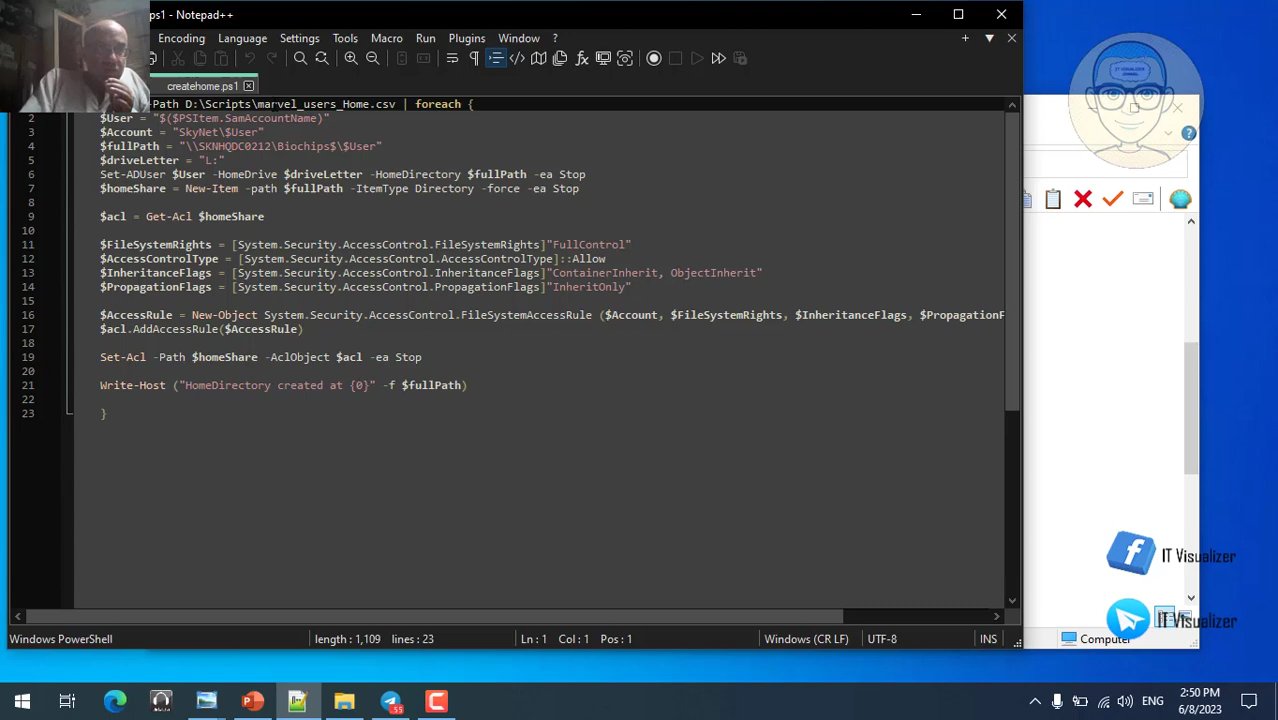 ps1 - Notepad++
Encoding Language Settings Tools Macro Run Plugins Window ?
createhome.ps1
-Path D:\Scripts\marvel_users_Home.csv | foreach {
2 $User = "$($PSItem.SamAccountName)"
3 $Account = "SkyNet\$User"
4 $fullPath = "\\SKNHQDC0212\Biochips$\$User"
5 $driveLetter = "L:"
6 Set-ADUser $User -HomeDrive $driveLetter -HomeDirectory $fullPath -ea Stop
7 $homeShare = New-Item -path $fullPath -ItemType Directory -force -ea Stop
8
9 $acl = Get-Acl $homeShare
10
11 $FileSystemRights = [System.Security.AccessControl.FileSystemRights]"FullControl"
12 $AccessControlType = [System.Security.AccessControl.AccessControlType]::Allow
13 $InheritanceFlags = [System.Security.AccessControl.InheritanceFlags]"ContainerInherit, ObjectInherit"
14 $PropagationFlags = [System.Security.AccessControl.PropagationFlags]"InheritOnly"
15
16 $AccessRule = New-Object System.Security.AccessControl.FileSystemAccessRule ($Account, $FileSystemRights, $InheritanceFlags, $PropagationF
17 $acl.AddAccessRule($AccessRule)
18
19 Set-Acl -Path $homeShare -AclObject $acl -ea Stop
20
21 Write-Host ("HomeDirectory created at {0}" -f $fullPath)
22
23 }
IT VISUALIZER
CHANNEL
IT Visualizer
IT Visualizer
Computer
Windows PowerShell length : 1,109 lines : 23 Ln : 1 Col : 1 Pos : 1 Windows (CR LF) UTF-8 INS
55
ENG
2:50 PM
6/8/2023